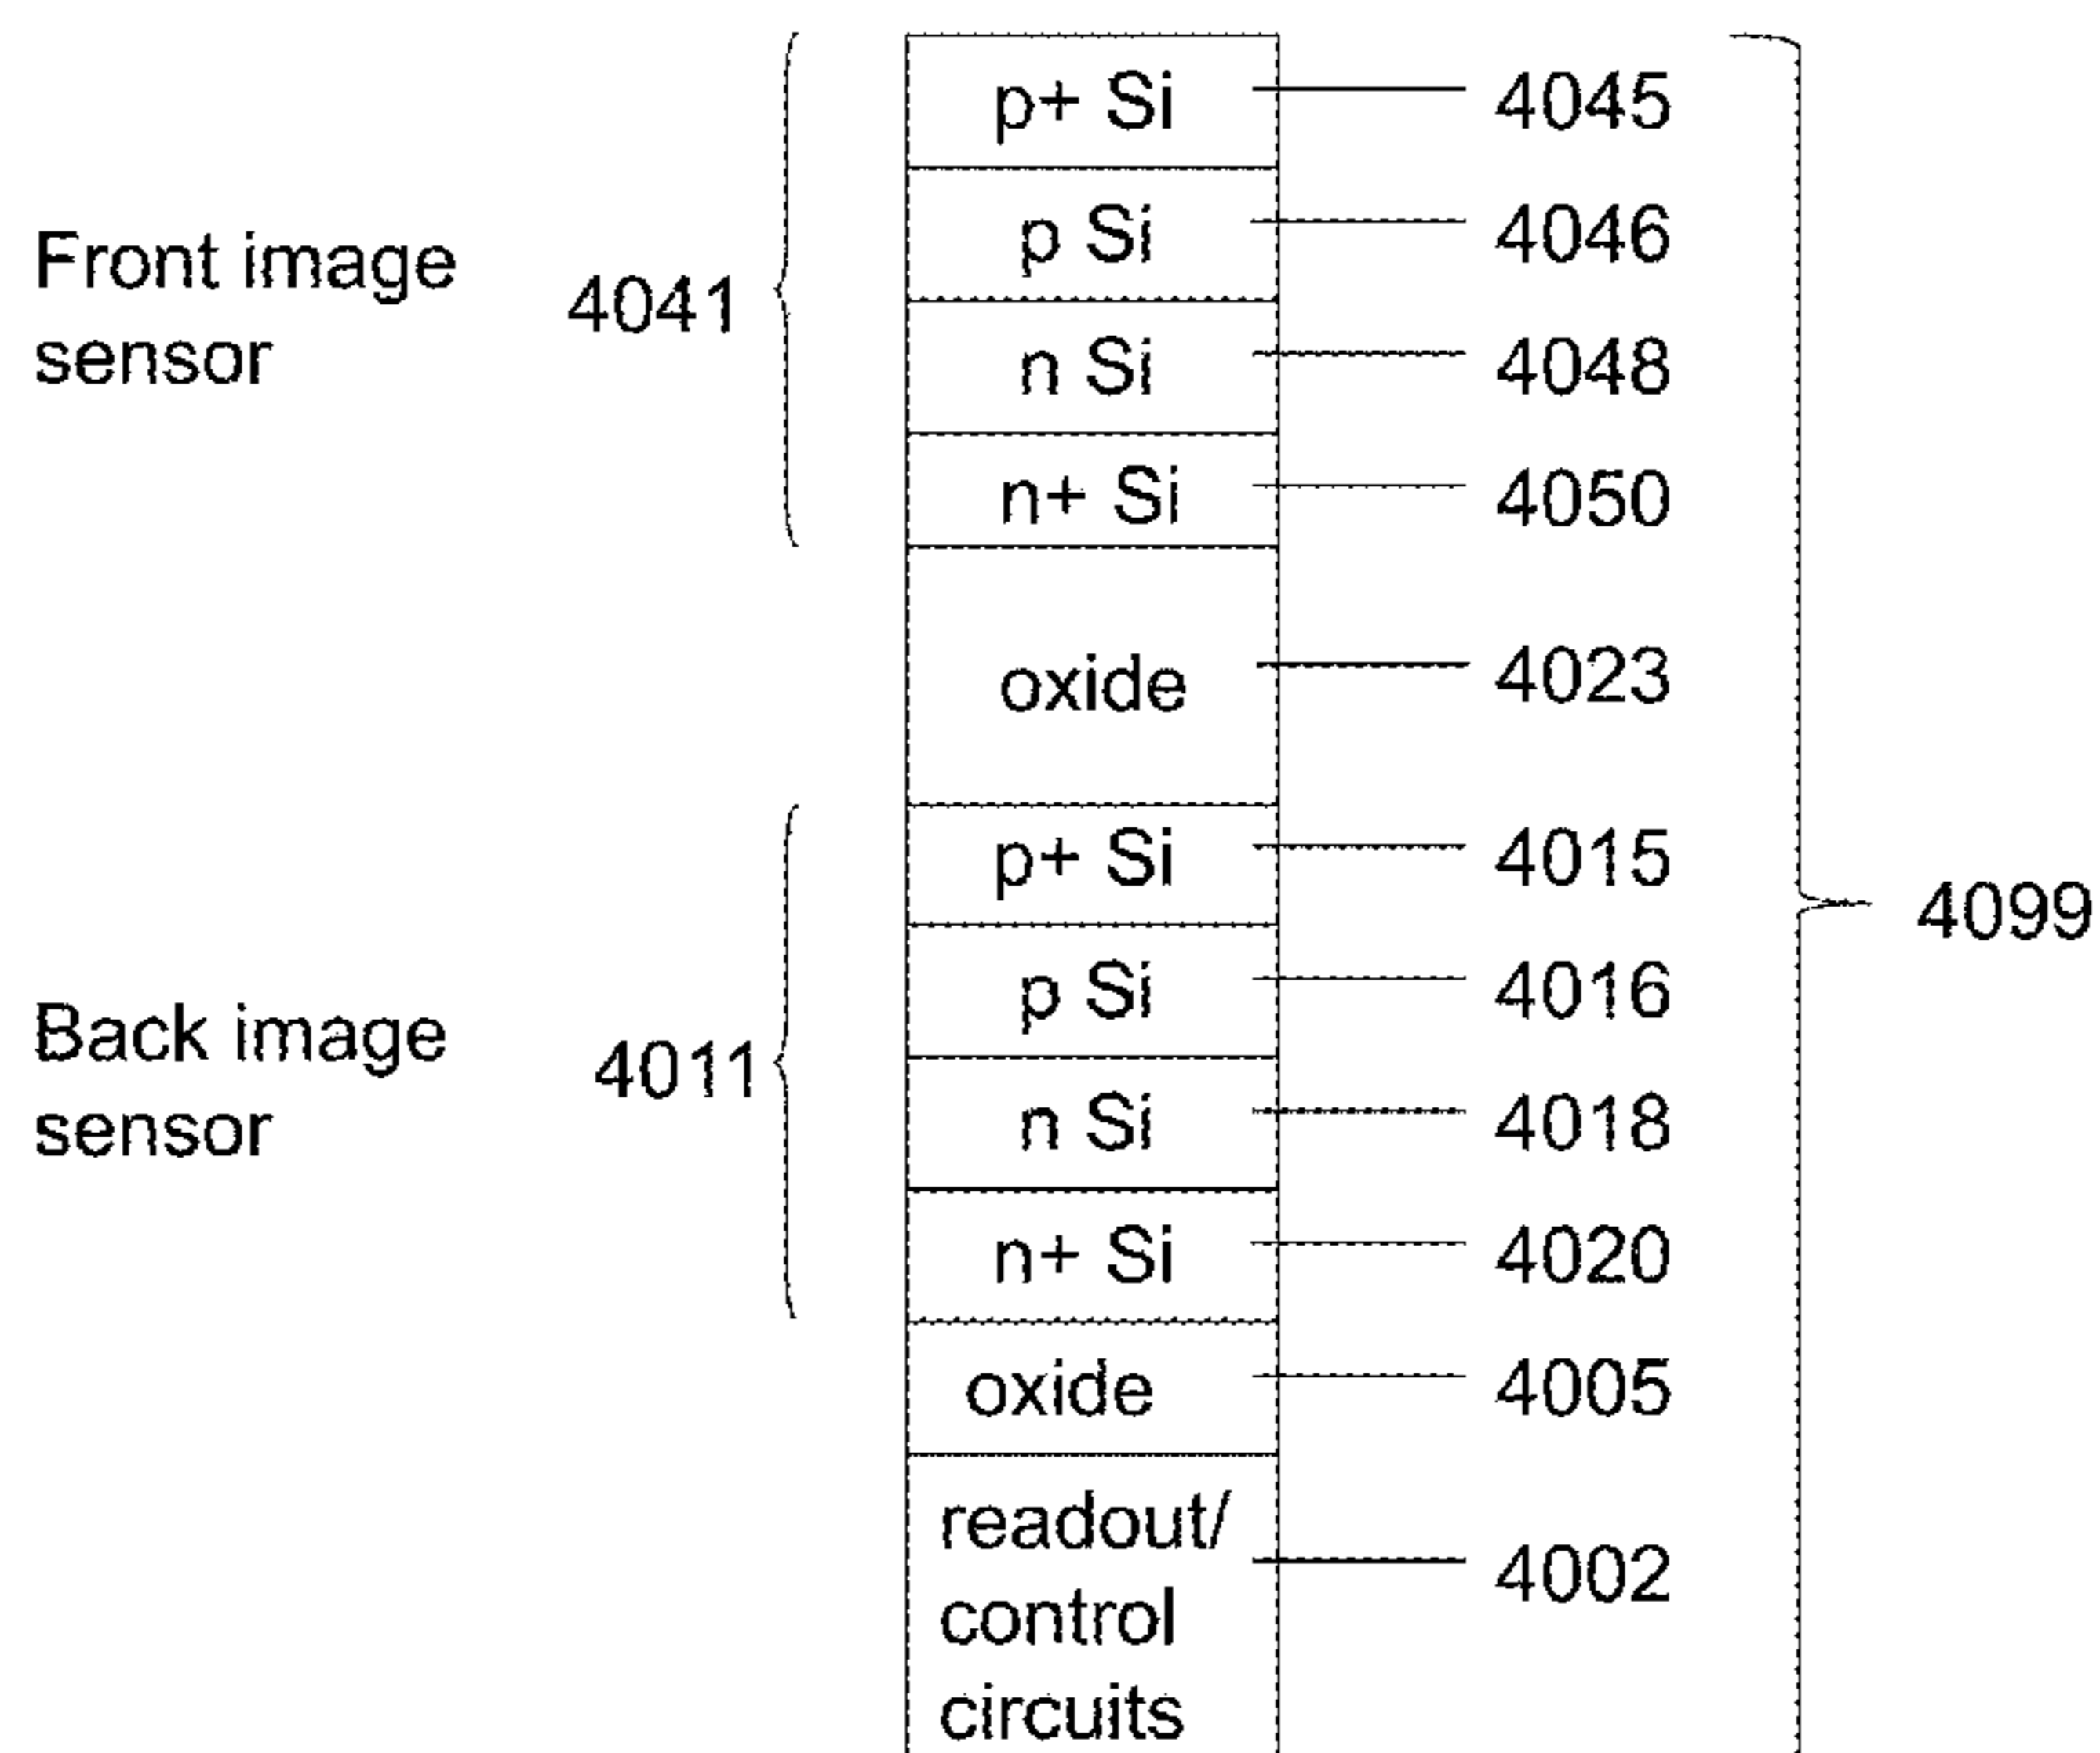 p+ Si 4045
p Si 4046
Front image
sensor
4041
n Si 4048
n+ Si 4050
oxide 4023
p+ Si 4015
4099
p Si 4016
Back image
sensor
4011
n Si 4018
n+ Si 4020
oxide 4005
readout/
control
circuits
4002